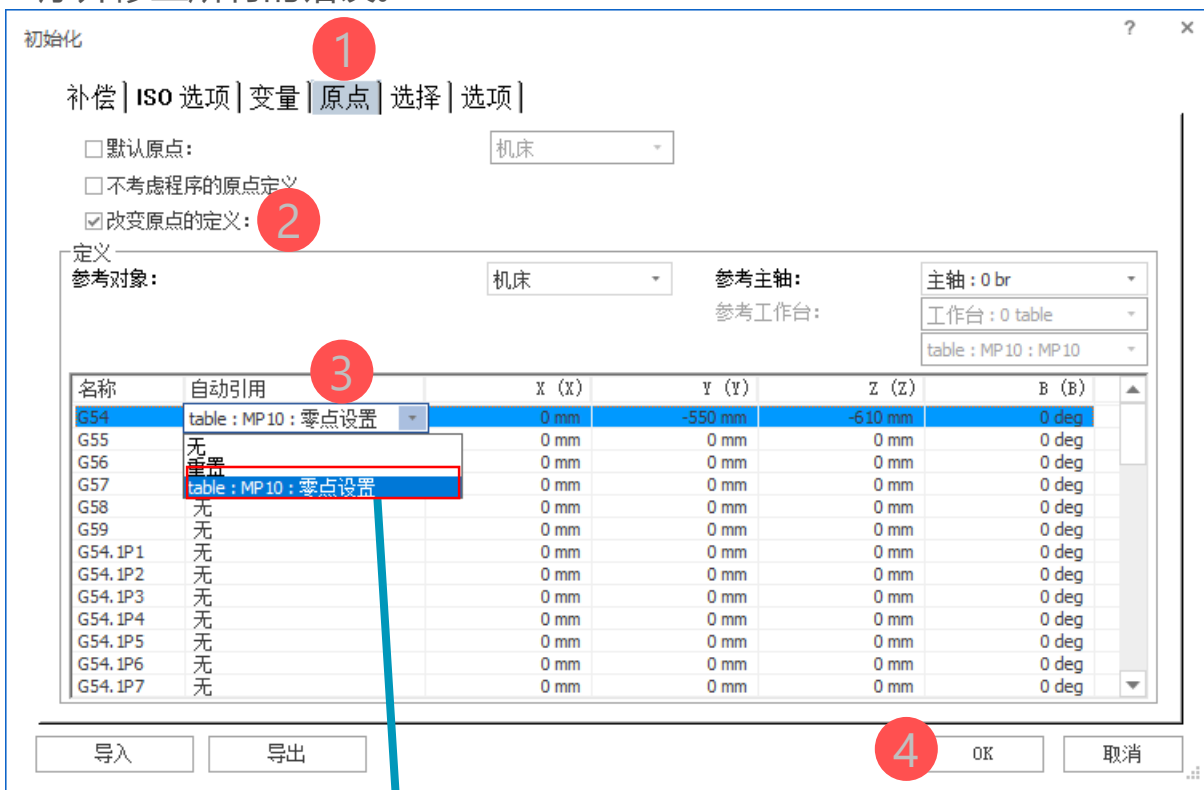 初始化 ? ×
1
补偿 ISO 选项 变量 原点 选择 选项
默认原点: 机床
不考虑程序的原点定义
改变原点的定义: 2
定义
参考对象: 机床 参考主轴: 主轴 : 0 br
参考工作台: 工作台 : 0 table
table : MP10 : MP10
3
名称 自动引用 X (X) Y (Y) Z (Z) B (B)
G54 table : MP10 : 零点设置 0 mm -550 mm -610 mm 0 deg
G55 无 0 mm 0 mm 0 mm 0 deg
G56 重置 0 mm 0 mm 0 mm 0 deg
G57 table : MP10 : 零点设置 0 mm 0 mm 0 mm 0 deg
G58 无 0 mm 0 mm 0 mm 0 deg
G59 无 0 mm 0 mm 0 mm 0 deg
G54.1P1 无 0 mm 0 mm 0 mm 0 deg
G54.1P2 无 0 mm 0 mm 0 mm 0 deg
G54.1P3 无 0 mm 0 mm 0 mm 0 deg
G54.1P4 无 0 mm 0 mm 0 mm 0 deg
G54.1P5 无 0 mm 0 mm 0 mm 0 deg
G54.1P6 无 0 mm 0 mm 0 mm 0 deg
G54.1P7 无 0 mm 0 mm 0 mm 0 deg
导入 导出 4 OK 取消